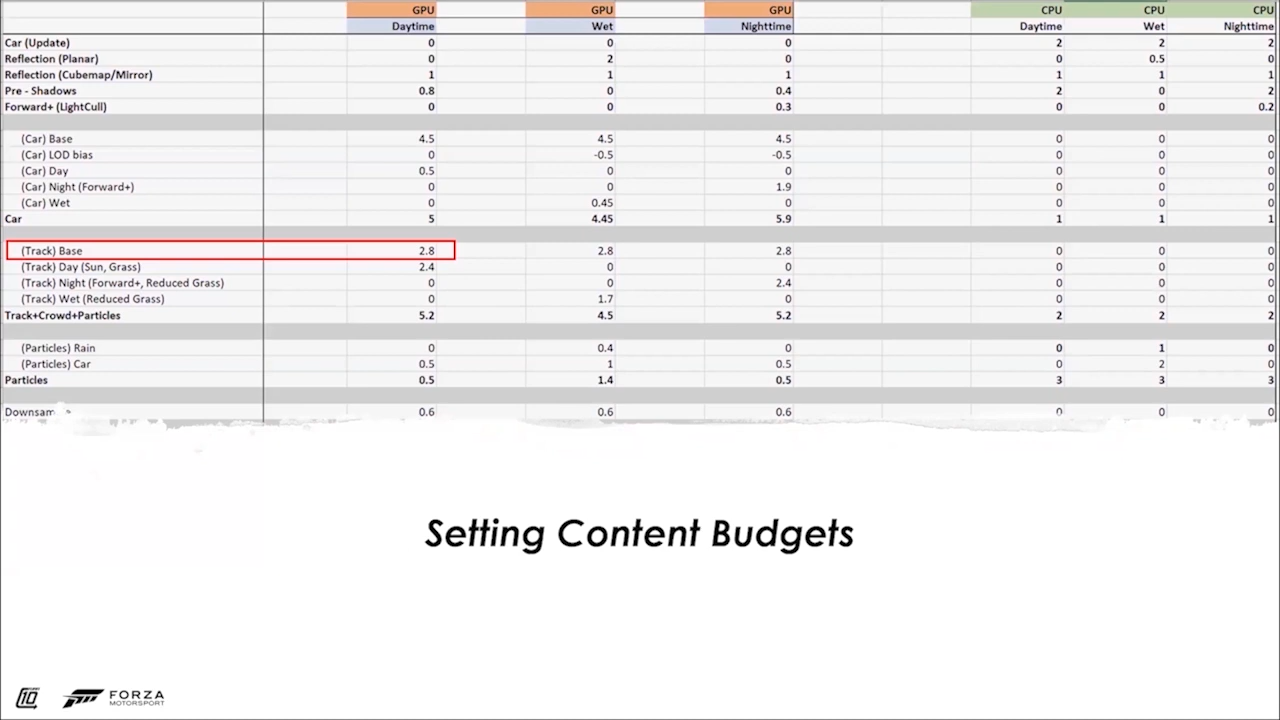 GPU GPU GPU CPU CPU CPU
Daytime Wet Nighttime Daytime Wet Nighttime
Car (Update) 0 0 0 2 2 2
Reflection (Planar) 0 2 0 0 0.5 0
Reflection (Cubemap/Mirror) 1 1 1 1 1 1
Pre - Shadows 0.8 0 0.4 2 0 2
Forward+ (LightCull) 0 0 0.3 0 0 0.2
(Car) Base 4.5 4.5 4.5 0 0 0
(Car) LOD bias 0 -0.5 -0.5 0 0 0
(Car) Day 0.5 0 0 0 0 0
(Car) Night (Forward+) 0 0 1.9 0 0 0
(Car) Wet 0 0.45 0 0 0 0
Car 5 4.45 5.9 1 1 1
(Track) Base 2.8 2.8 2.8 0 0 0
(Track) Day (Sun, Grass) 2.4 0 0 0 0 0
(Track) Night (Forward+, Reduced Grass) 0 0 2.4 0 0 0
(Track) Wet (Reduced Grass) 0 1.7 0 0 0 0
Track+Crowd+Particles 5.2 4.5 5.2 2 2 2
(Particles) Rain 0 0.4 0 0 1 0
(Particles) Car 0.5 1 0.5 0 2 0
Particles 0.5 1.4 0.5 3 3 3
0.6 0.6 0.6 0 0 0
Setting Content Budgets
FORZA
MOTORSPORT